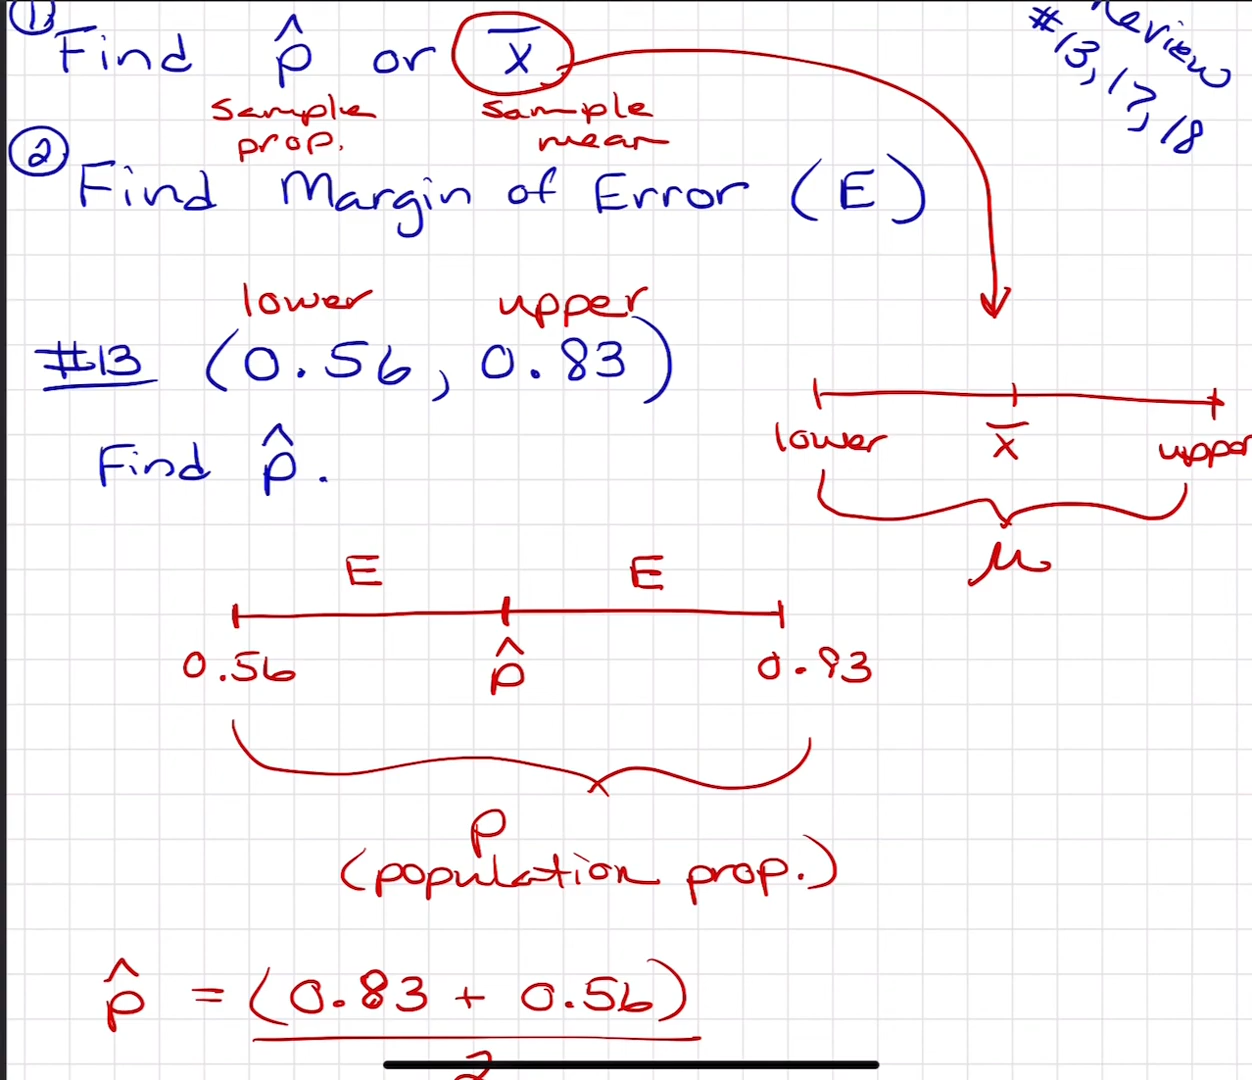 ① Find p̂ or x̄
sample prop.
sample mean
Review
#13, 17, 18
② Find Margin of Error (E)
lower upper
#13 (0.56, 0.83)
Find p̂.
lower x̄ upper
μ
E E
0.56 p̂ 0.83
p
(population prop.)
p̂ = (0.83 + 0.56)
2